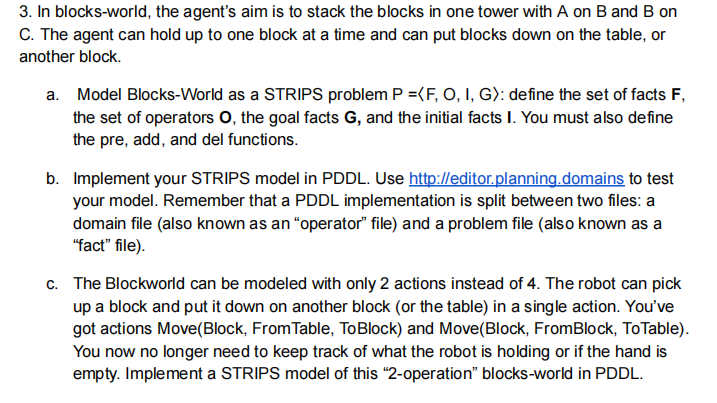 3. In blocks-world, the agent's aim is to stack the blocks in one tower with A on B and B on
C. The agent can hold up to one block at a time and can put blocks down on the table, or
another block.
a. Model Blocks-World as a STRIPS problem P =⟨F, O, I, G⟩: define the set of facts F,
the set of operators O, the goal facts G, and the initial facts I. You must also define
the pre, add, and del functions.
b. Implement your STRIPS model in PDDL. Use http://editor.planning.domains to test
your model. Remember that a PDDL implementation is split between two files: a
domain file (also known as an "operator" file) and a problem file (also known as a
"fact" file).
c. The Blockworld can be modeled with only 2 actions instead of 4. The robot can pick
up a block and put it down on another block (or the table) in a single action. You've
got actions Move(Block, FromTable, ToBlock) and Move(Block, FromBlock, ToTable).
You now no longer need to keep track of what the robot is holding or if the hand is
empty. Implement a STRIPS model of this "2-operation" blocks-world in PDDL.